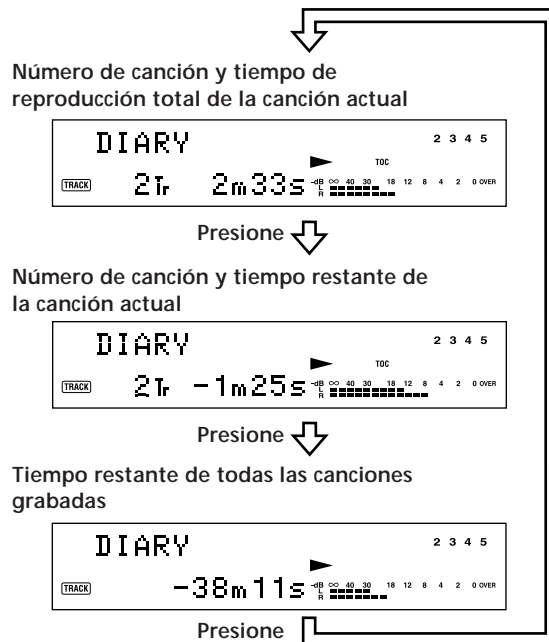 Número de canción y tiempo de
reproducción total de la canción actual
DIARY
2 3 4 5
TOC
TRACK 2Tr 2m33s -dB ∞ 40 30 18 12 8 4 2 0 OVER
L
R
Presione
Número de canción y tiempo restante de
la canción actual
DIARY
2 3 4 5
TOC
TRACK 2Tr -1m25s -dB ∞ 40 30 18 12 8 4 2 0 OVER
L
R
Presione
Tiempo restante de todas las canciones
grabadas
DIARY
2 3 4 5
TRACK -38m11s -dB ∞ 40 30 18 12 8 4 2 0 OVER
L
R
Presione